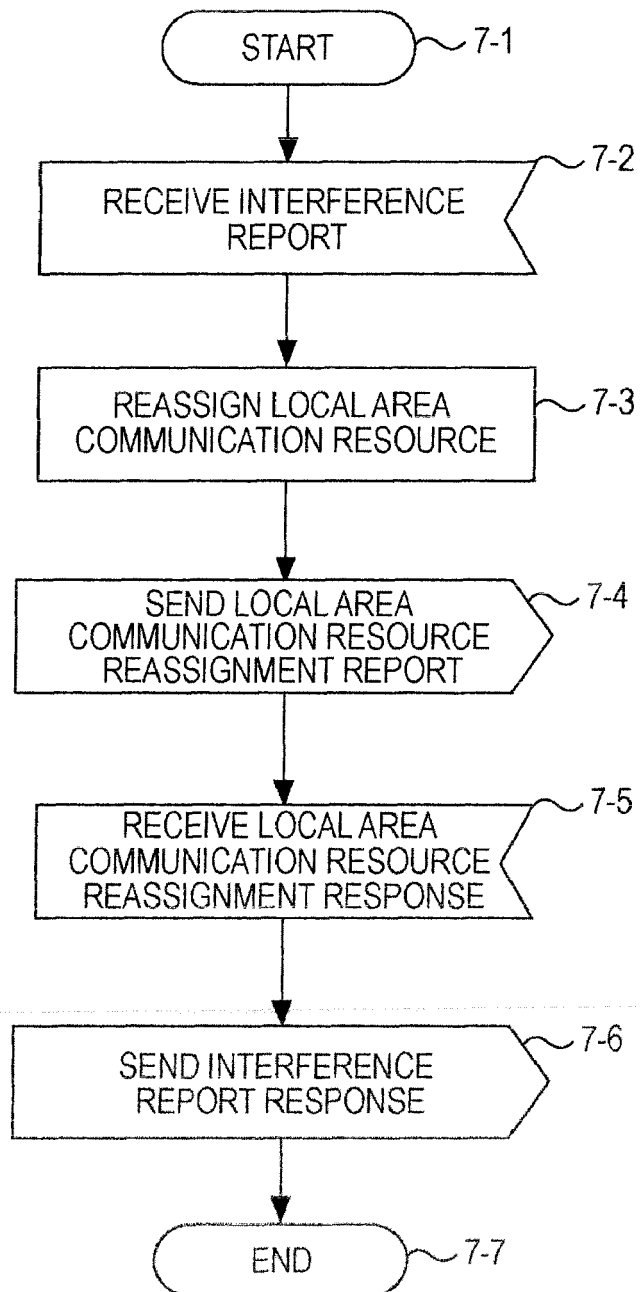 START
7-1
7-2
RECEIVE INTERFERENCE
REPORT
7-3
REASSIGN LOCAL AREA
COMMUNICATION RESOURCE
7-4
SEND LOCAL AREA
COMMUNICATION RESOURCE
REASSIGNMENT REPORT
7-5
RECEIVE LOCAL AREA
COMMUNICATION RESOURCE
REASSIGNMENT RESPONSE
7-6
SEND INTERFERENCE
REPORT RESPONSE
END
7-7